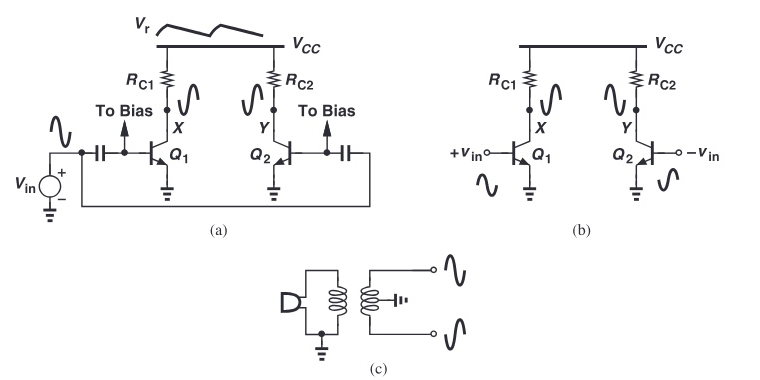 Vr
VCC
VCC
RC1
RC2
RC1
RC2
To Bias
To Bias
X
Y
X
Y
Q1
Q2
+vin
Q1
Q2
−vin
Vin
+
−
(a)
(b)
(c)